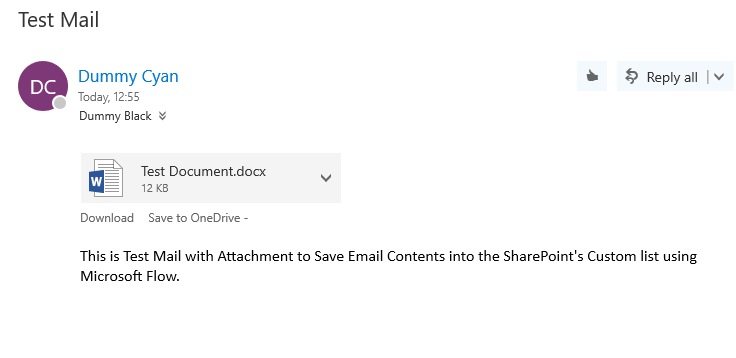 Test Mail
DC
Dummy Cyan
Today, 12:55
Dummy Black
Reply all
W
Test Document.docx
12 KB
Download Save to OneDrive -
This is Test Mail with Attachment to Save Email Contents into the SharePoint's Custom list using
Microsoft Flow.